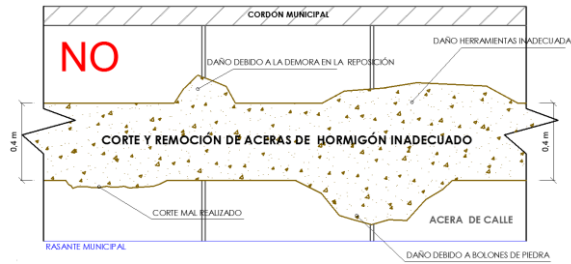 CORDON MUNICIPAL
NO
DAÑO HERRAMIENTAS INADECUADA
DAÑO DEBIDO A LA DEMORA EN LA REPOSICIÓN
0,4 m
CORTE Y REMOCIÓN DE ACERAS DE HORMIGÓN INADECUADO
0,4 m
CORTE MAL REALIZADO
ACERA DE CALLE
RASANTE MUNICIPAL
DAÑO DEBIDO A BOLONES DE PIEDRA